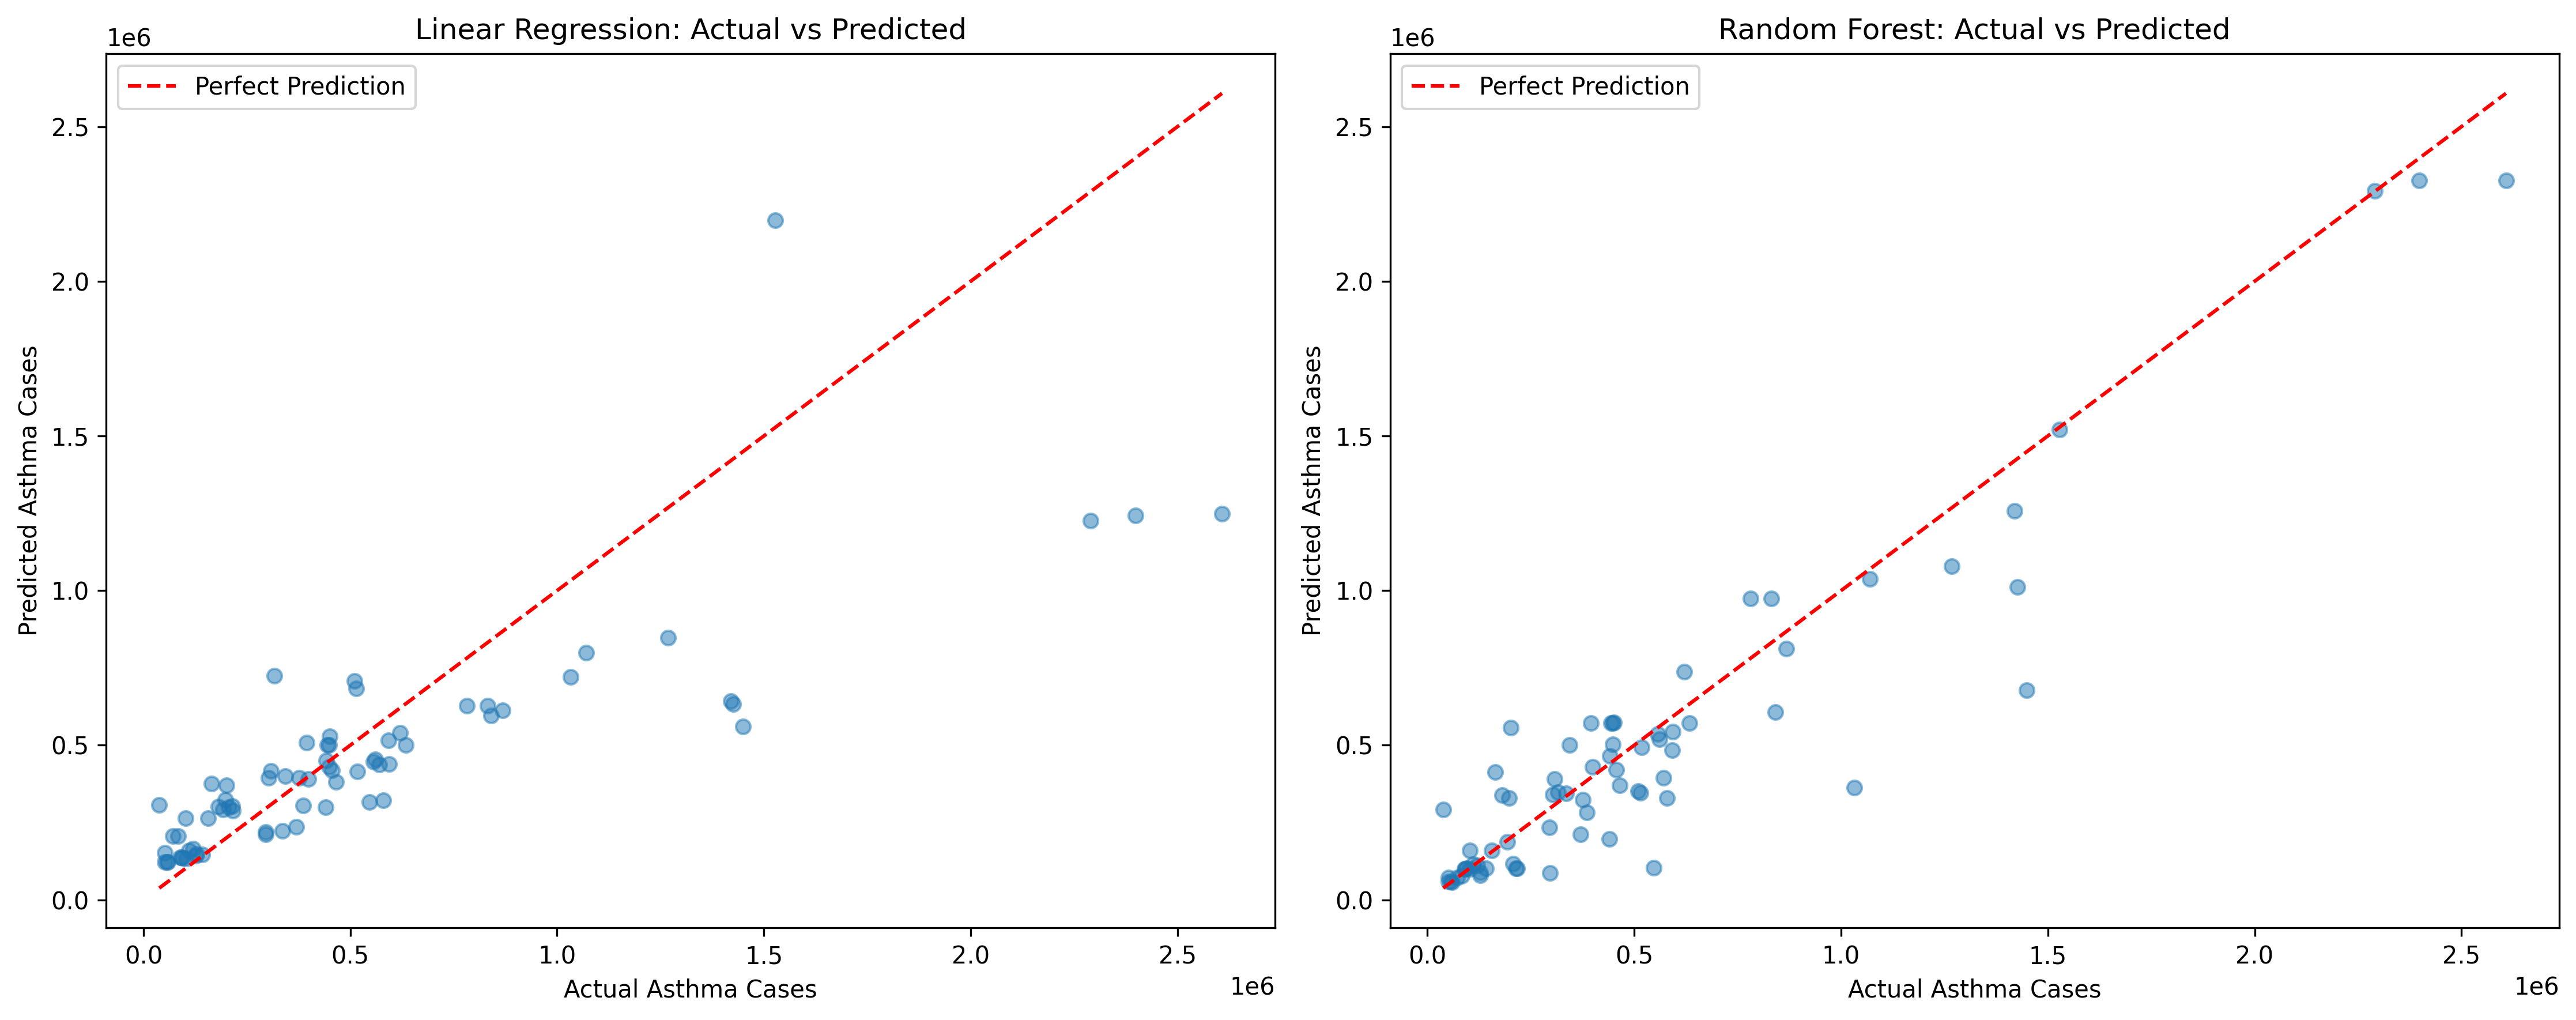 Linear Regression: Actual vs Predicted
1e6
Perfect Prediction
2.5
2.0
1.5
1.0
0.5
0.0
Predicted Asthma Cases
0.0 0.5 1.0 1.5 2.0 2.5
1e6
Actual Asthma Cases
Random Forest: Actual vs Predicted
1e6
Perfect Prediction
2.5
2.0
1.5
1.0
0.5
0.0
Predicted Asthma Cases
0.0 0.5 1.0 1.5 2.0 2.5
1e6
Actual Asthma Cases